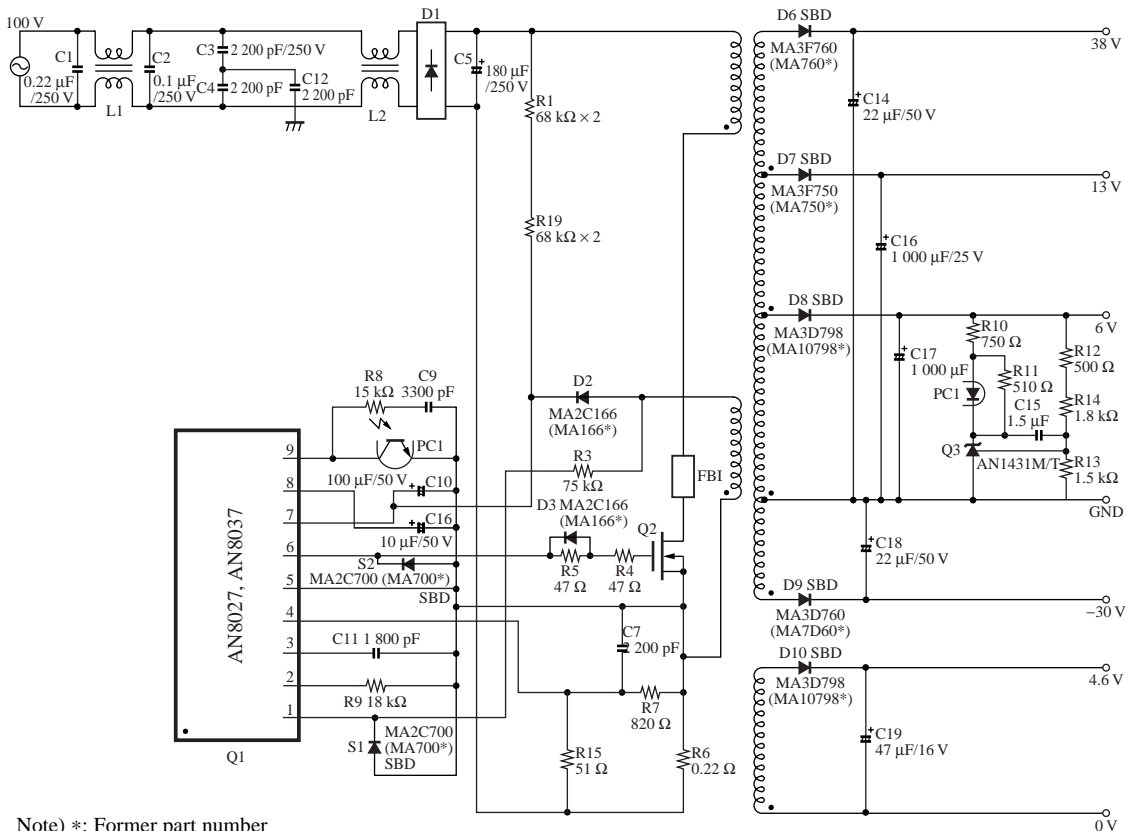 100 V
C1
0.22 µF
/250 V
L1
C2
0.1 µF
/250 V
C3
2 200 pF/250 V
C4
2 200 pF
C12
2 200 pF
L2
D1
C5
180 µF
/250 V
R1
68 kΩ × 2
R19
68 kΩ × 2
D6 SBD
MA3F760
(MA760*)
38 V
C14
22 µF/50 V
D7 SBD
MA3F750
(MA750*)
13 V
C16
1 000 µF/25 V
D8 SBD
MA3D798
(MA10798*)
6 V
C17
1 000 µF
R10
750 Ω
R11
510 Ω
PC1
C15
1.5 µF
R12
500 Ω
R14
1.8 kΩ
Q3
AN1431M/T
R13
1.5 kΩ
GND
C18
22 µF/50 V
D9 SBD
MA3D760
(MA7D60*)
−30 V
D10 SBD
MA3D798
(MA10798*)
4.6 V
C19
47 µF/16 V
0 V
R8
15 kΩ
C9
3300 pF
PC1
D2
MA2C166
(MA166*)
R3
75 kΩ
100 µF/50 V
C10
C16
10 µF/50 V
D3 MA2C166
(MA166*)
Q2
FBI
S2
MA2C700 (MA700*)
SBD
R5
47 Ω
R4
47 Ω
C7
2 200 pF
C11 1 800 pF
R9 18 kΩ
R7
820 Ω
S1
MA2C700
(MA700*)
SBD
R15
51 Ω
R6
0.22 Ω
AN8027, AN8037
9
8
7
6
5
4
3
2
1
Q1
Note) *: Former part number